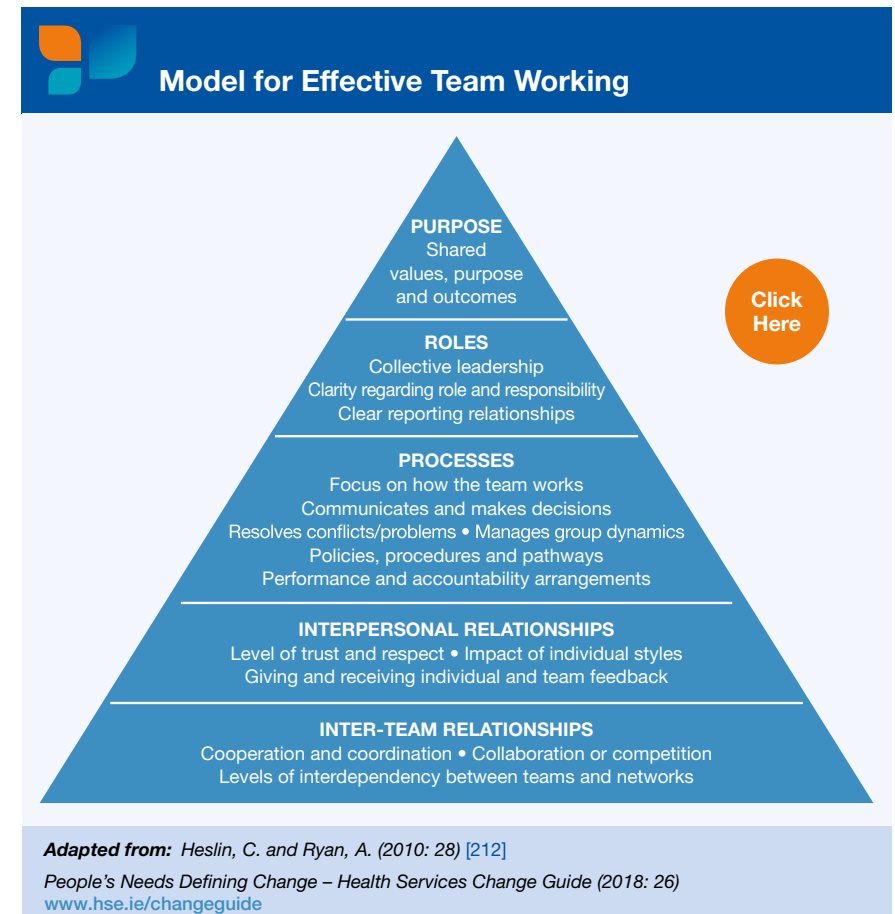 Model for Effective Team Working
PURPOSE
Shared
values, purpose
and outcomes
Click
Here
ROLES
Collective leadership
Clarity regarding role and responsibility
Clear reporting relationships
PROCESSES
Focus on how the team works
Communicates and makes decisions
Resolves conflicts/problems • Manages group dynamics
Policies, procedures and pathways
Performance and accountability arrangements
INTERPERSONAL RELATIONSHIPS
Level of trust and respect • Impact of individual styles
Giving and receiving individual and team feedback
INTER-TEAM RELATIONSHIPS
Cooperation and coordination • Collaboration or competition
Levels of interdependency between teams and networks
Adapted from: Heslin, C. and Ryan, A. (2010: 28) [212]
People's Needs Defining Change – Health Services Change Guide (2018: 26)
www.hse.ie/changeguide